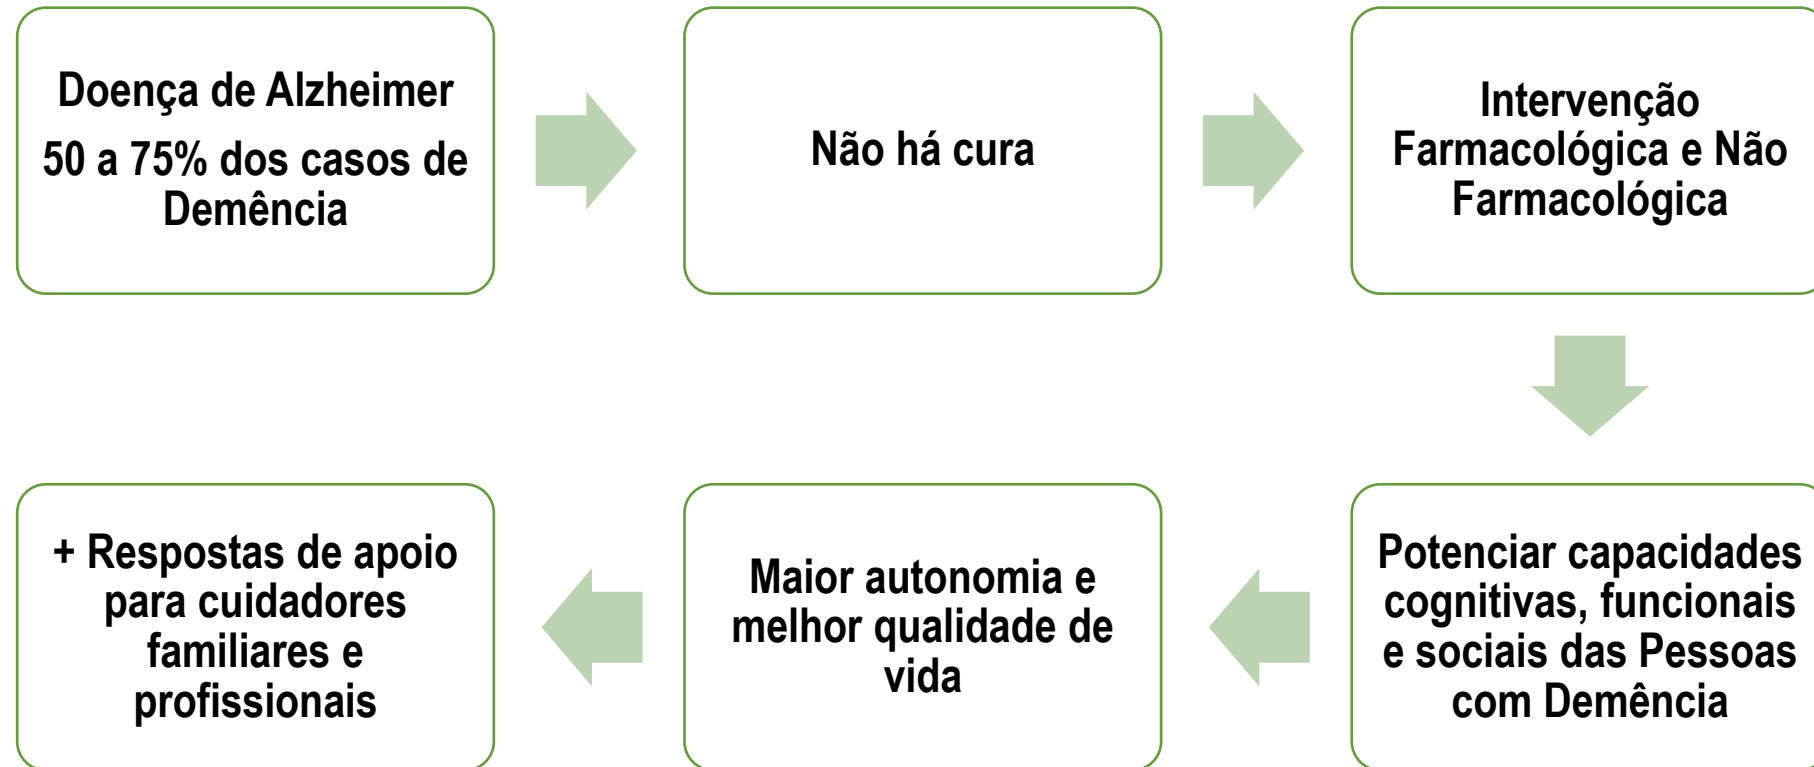 Doença de Alzheimer
50 a 75% dos casos de
Demência
Não há cura
Intervenção
Farmacológica e Não
Farmacológica
Potenciar capacidades
cognitivas, funcionais
e sociais das Pessoas
com Demência
Maior autonomia e
melhor qualidade de
vida
+ Respostas de apoio
para cuidadores
familiares e
profissionais